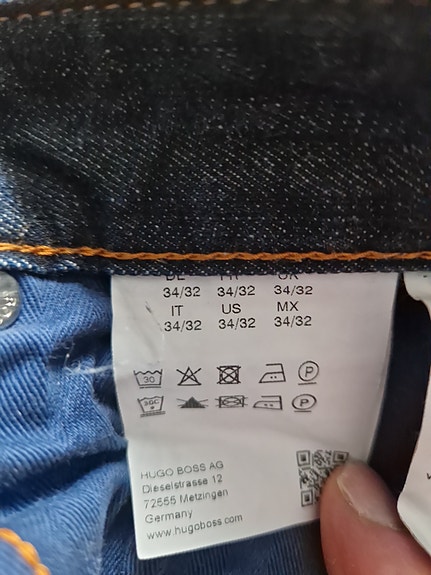 34/32 34/32 34/32
IT US MX
34/32 34/32 34/32
30 P
P
HUGO BOSS AG
Dieselstrasse 12
72555 Metzingen
Germany
www.hugoboss.com